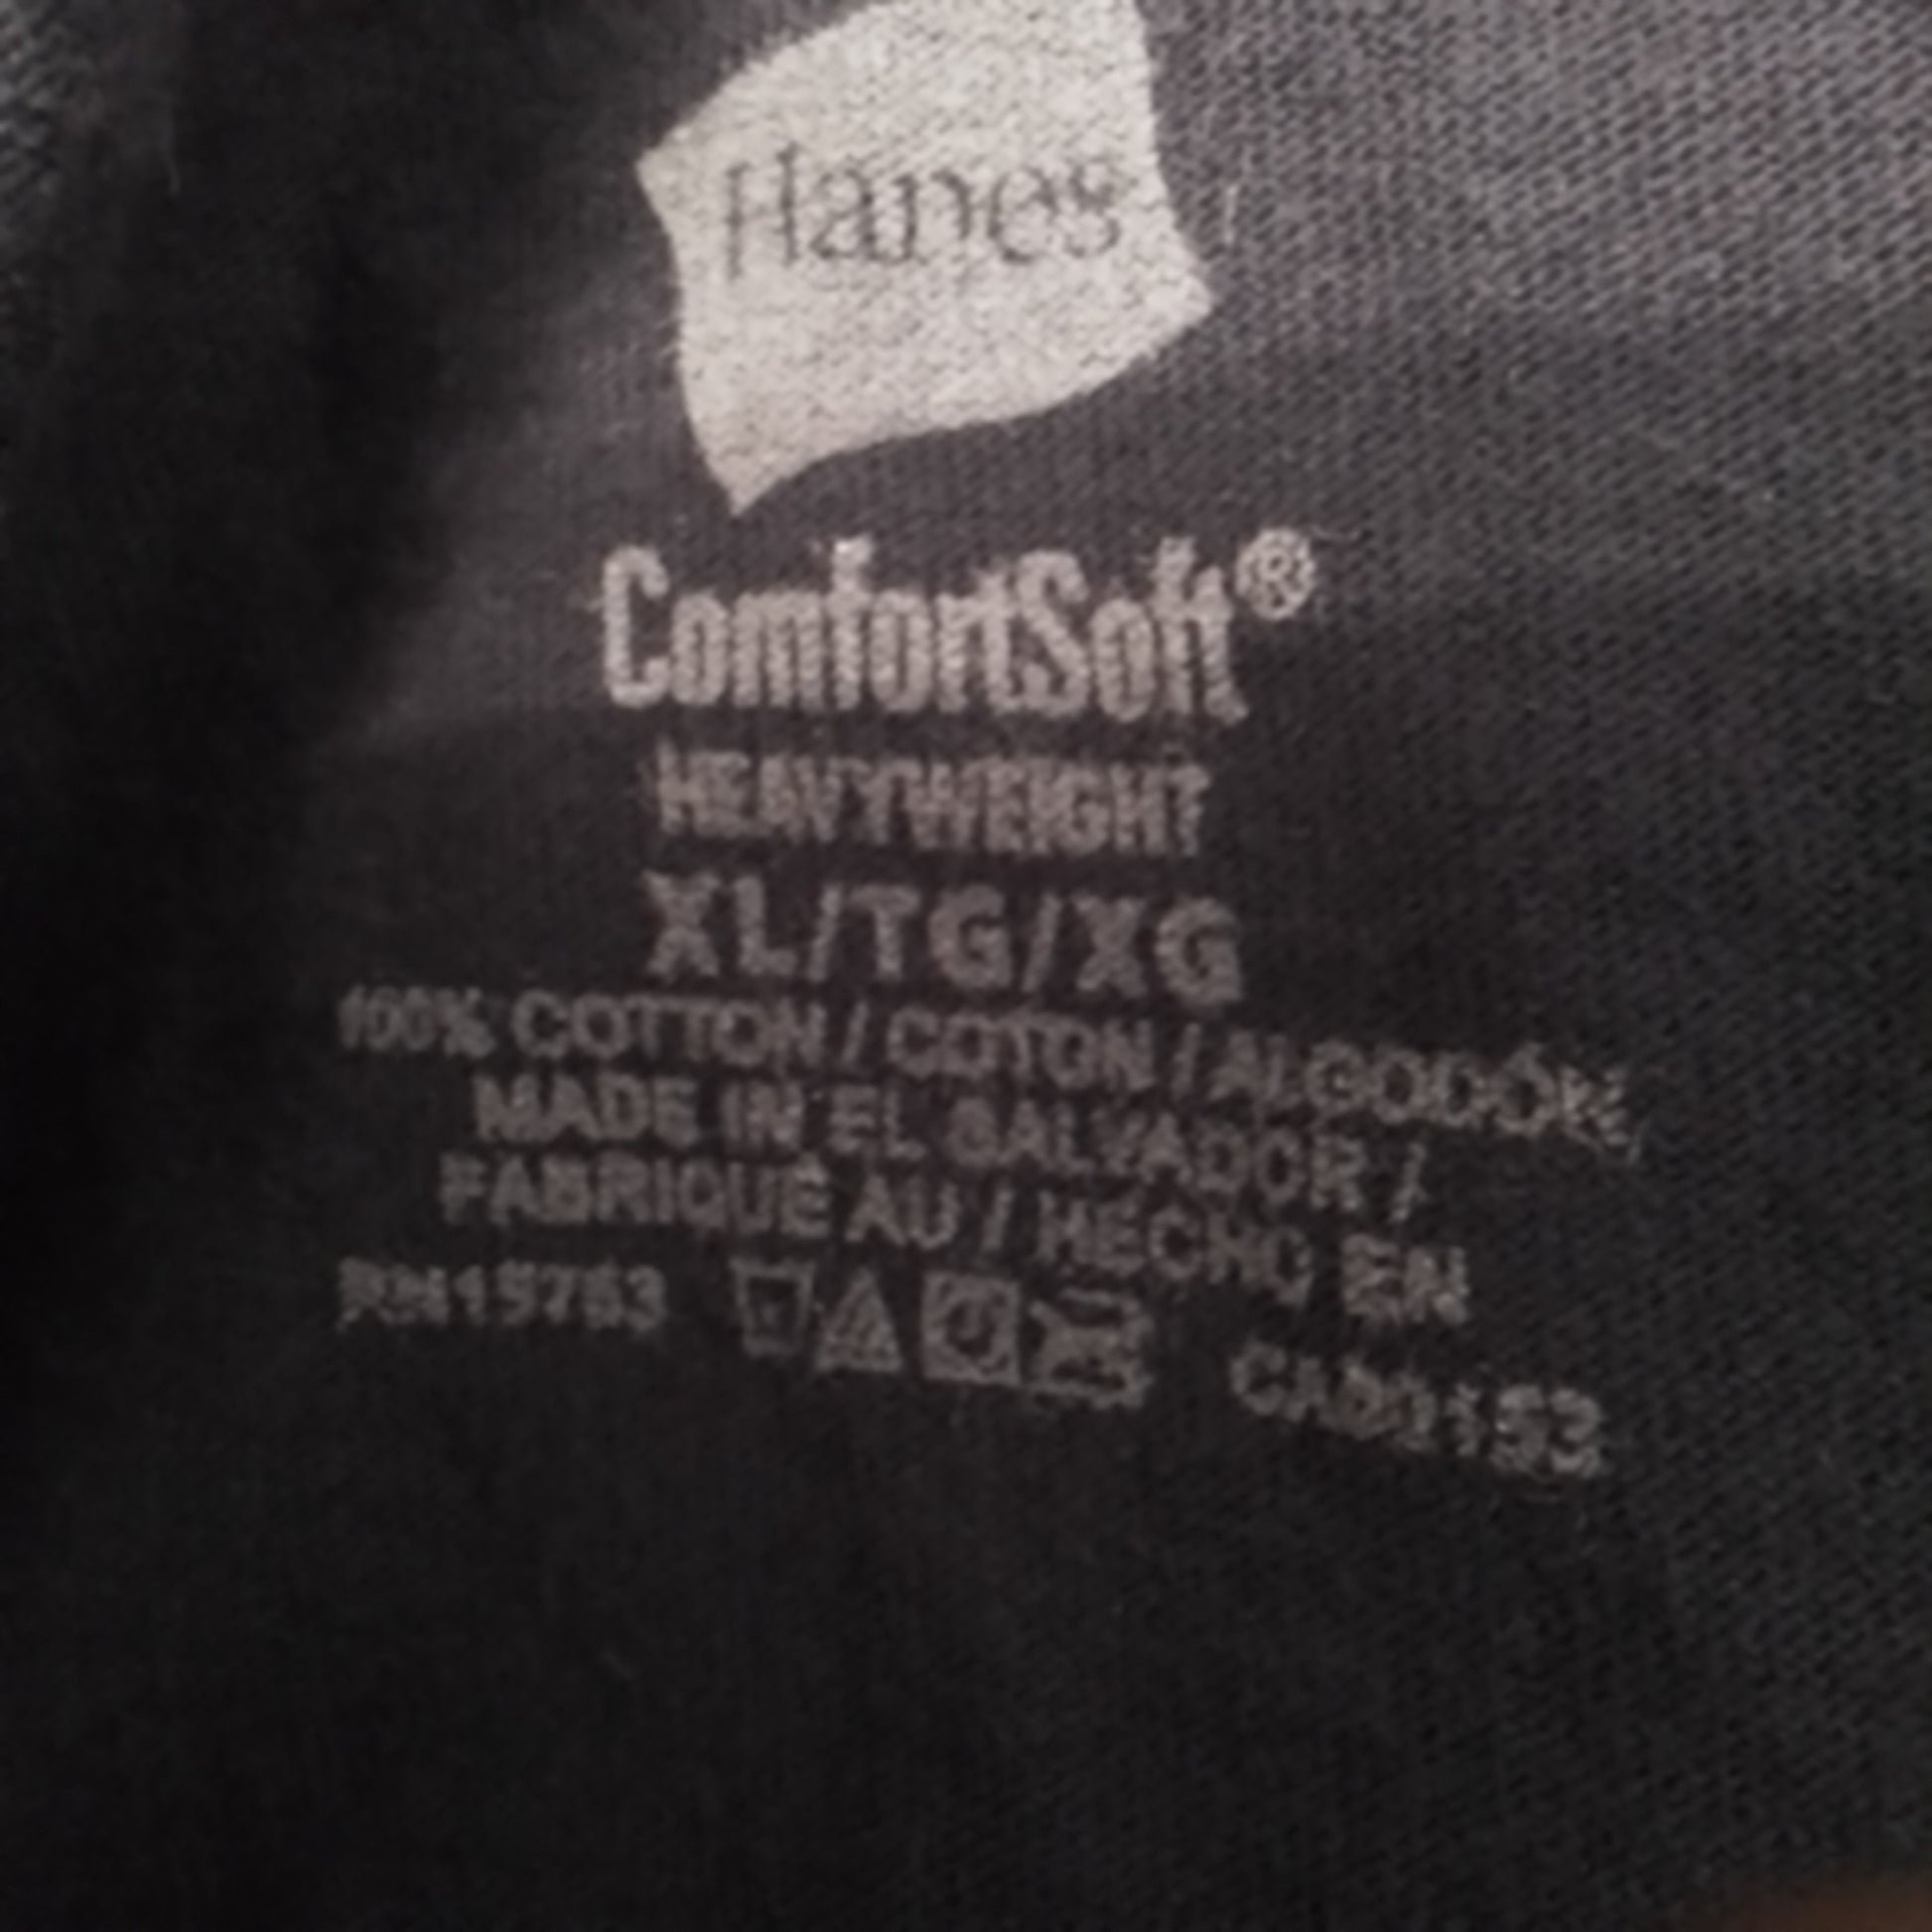 Hanes
ComfortSoft®
HEAVYWEIGHT
XL/TG/XG
100% COTTON / COTON / ALGODÓN
MADE IN EL SALVADOR /
FABRIQUÉ AU / HECHO EN
RN15763 CA02153